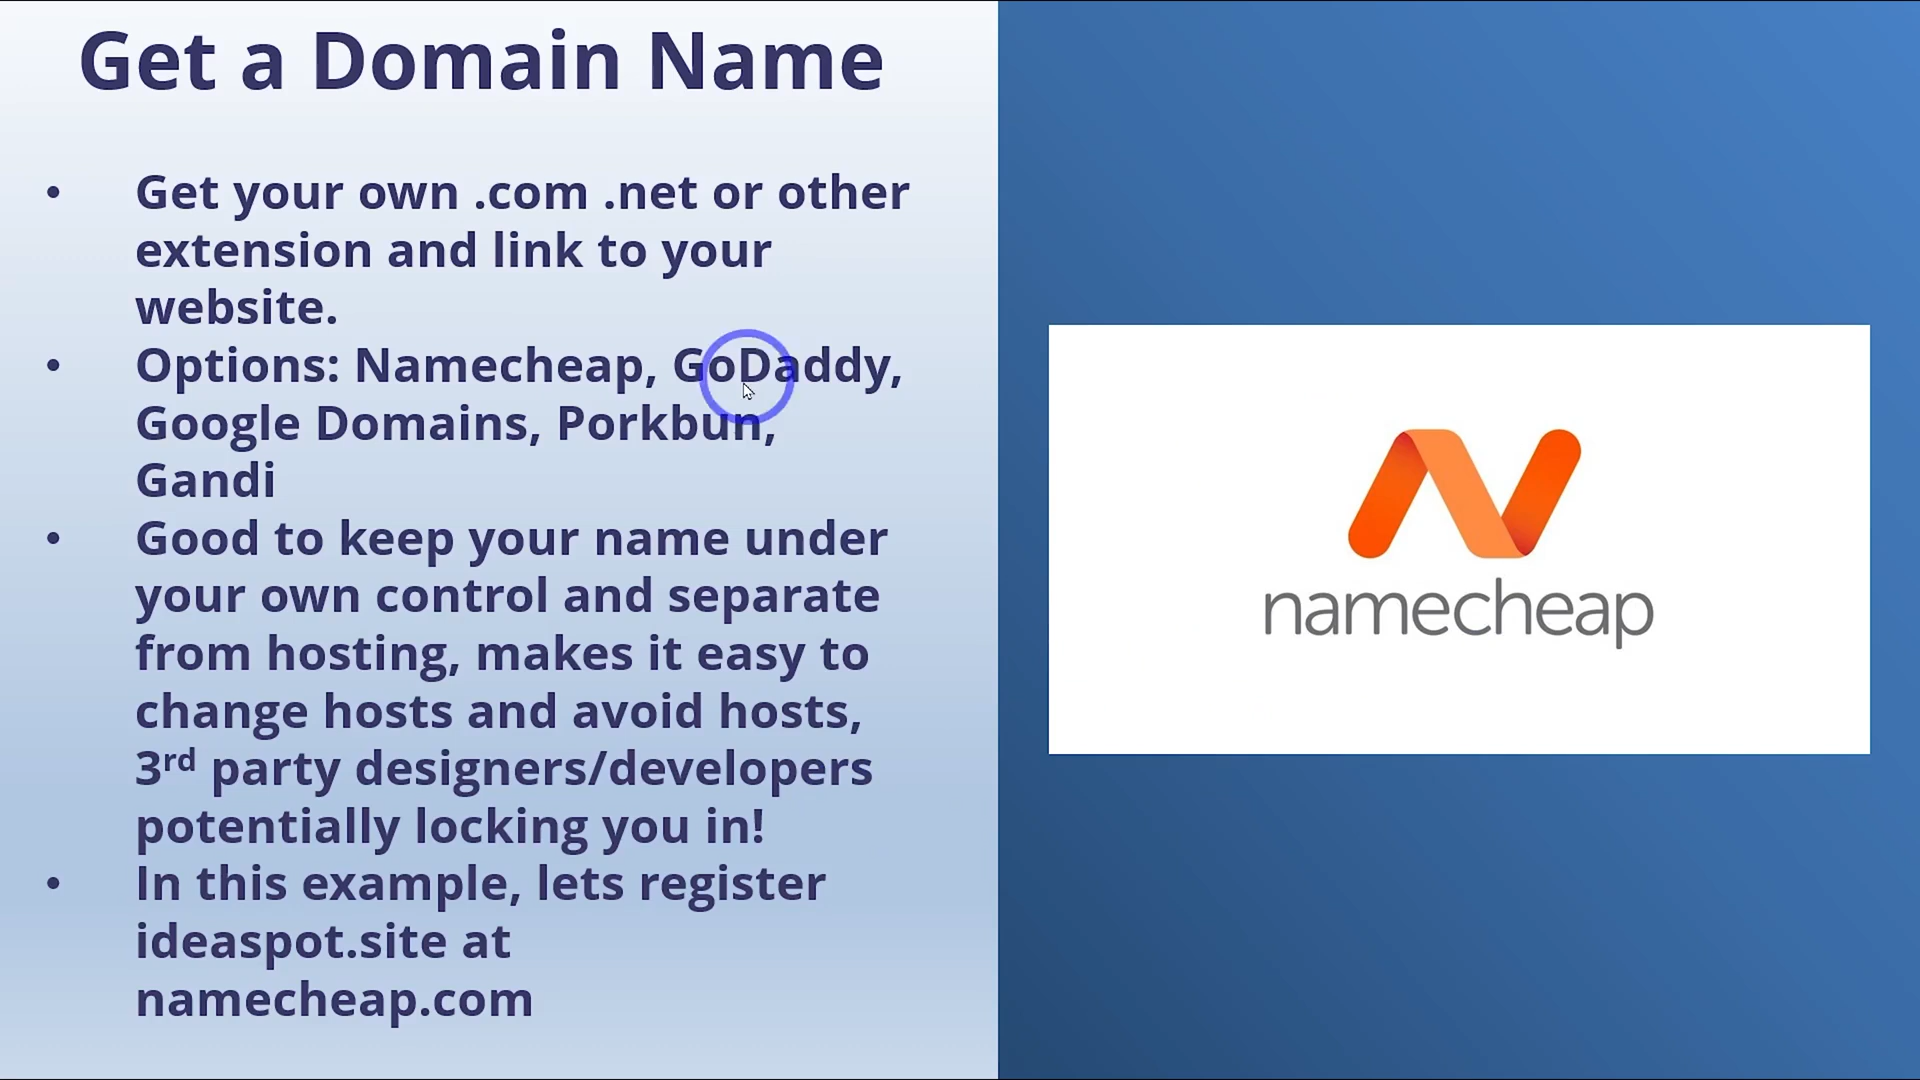 Get a Domain Name
• Get your own .com .net or other
extension and link to your
website.
• Options: Namecheap, GoDaddy,
Google Domains, Porkbun,
Gandi
• Good to keep your name under
your own control and separate
from hosting, makes it easy to
change hosts and avoid hosts,
3rd party designers/developers
potentially locking you in!
• In this example, lets register
ideaspot.site at
namecheap.com
namecheap